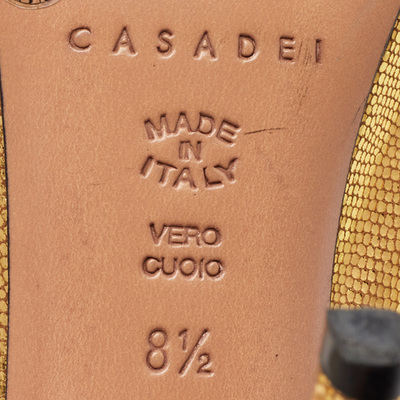 CASADEI
MADE
IN
ITALY
VERO
CUOIO
8½